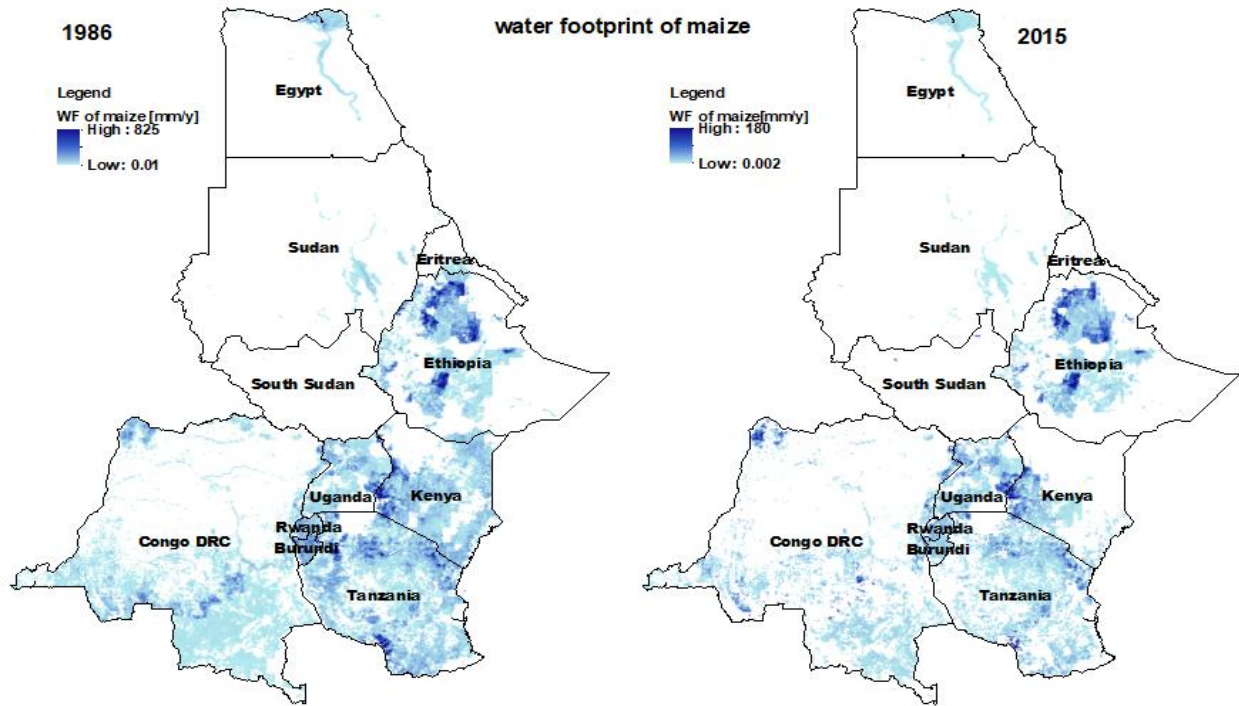 water footprint of maize
1986
Legend
WF of maize [mm/y]
High : 825
Low: 0.01
Egypt
Sudan
Eritrea
Ethiopia
South Sudan
Uganda
Kenya
Rwanda
Congo DRC
Burundi
Tanzania
2015
Legend
WF of maize[mm/y]
High : 180
Low: 0.002
Egypt
Sudan
Eritrea
Ethiopia
South Sudan
Uganda
Kenya
Rwanda
Congo DRC
Burundi
Tanzania